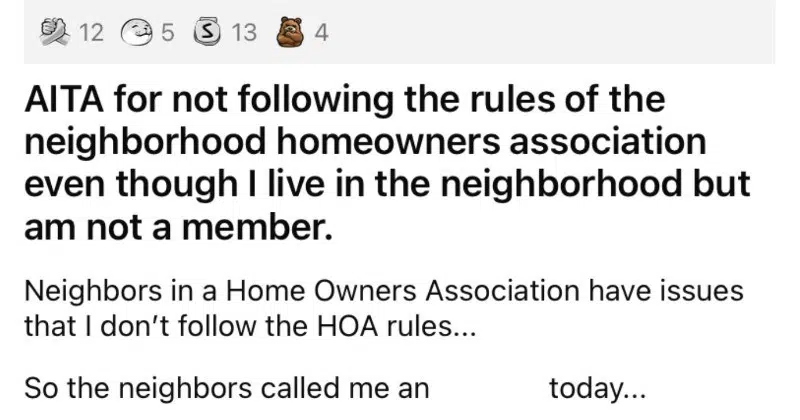 12 5 S 13 4
AITA for not following the rules of the
neighborhood homeowners association
even though I live in the neighborhood but
am not a member.
Neighbors in a Home Owners Association have issues
that I don’t follow the HOA rules...
So the neighbors called me an today...